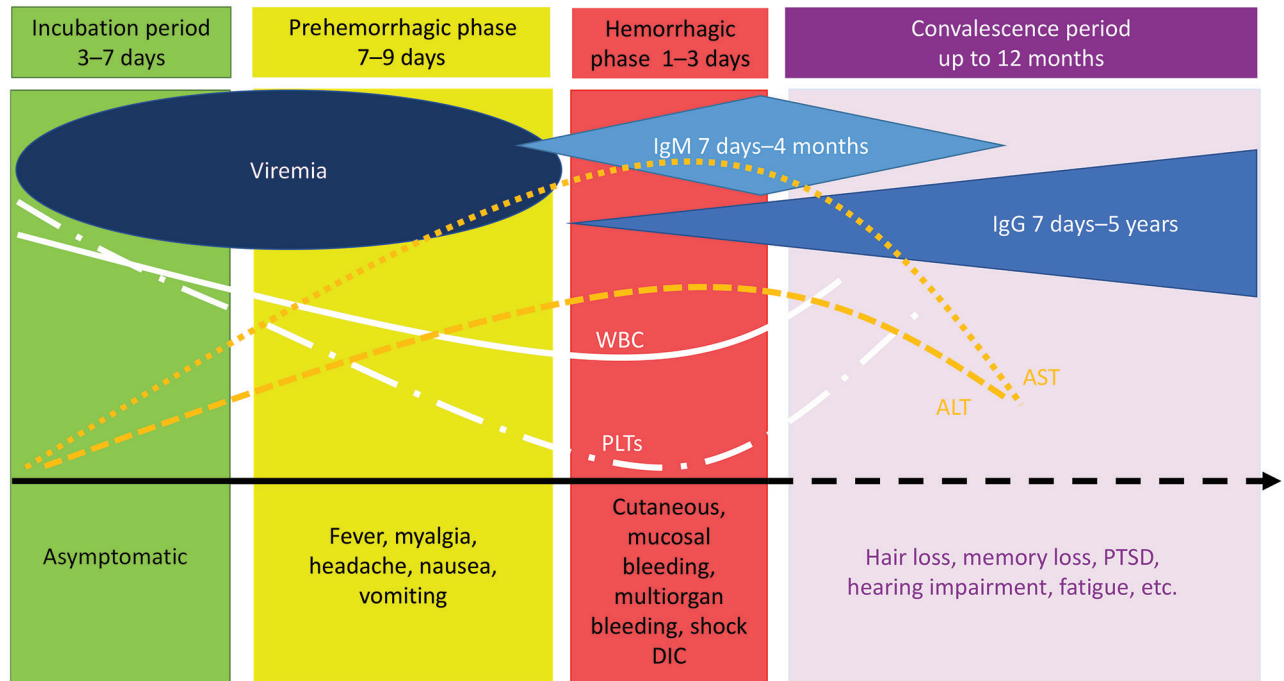 Incubation period
3–7 days
Prehemorrhagic phase
7–9 days
Hemorrhagic
phase 1–3 days
Convalescence period
up to 12 months
Viremia
IgM 7 days–4 months
IgG 7 days–5 years
WBC
PLTs
AST
ALT
Asymptomatic
Fever, myalgia,
headache, nausea,
vomiting
Cutaneous,
mucosal
bleeding,
multiorgan
bleeding, shock
DIC
Hair loss, memory loss, PTSD,
hearing impairment, fatigue, etc.